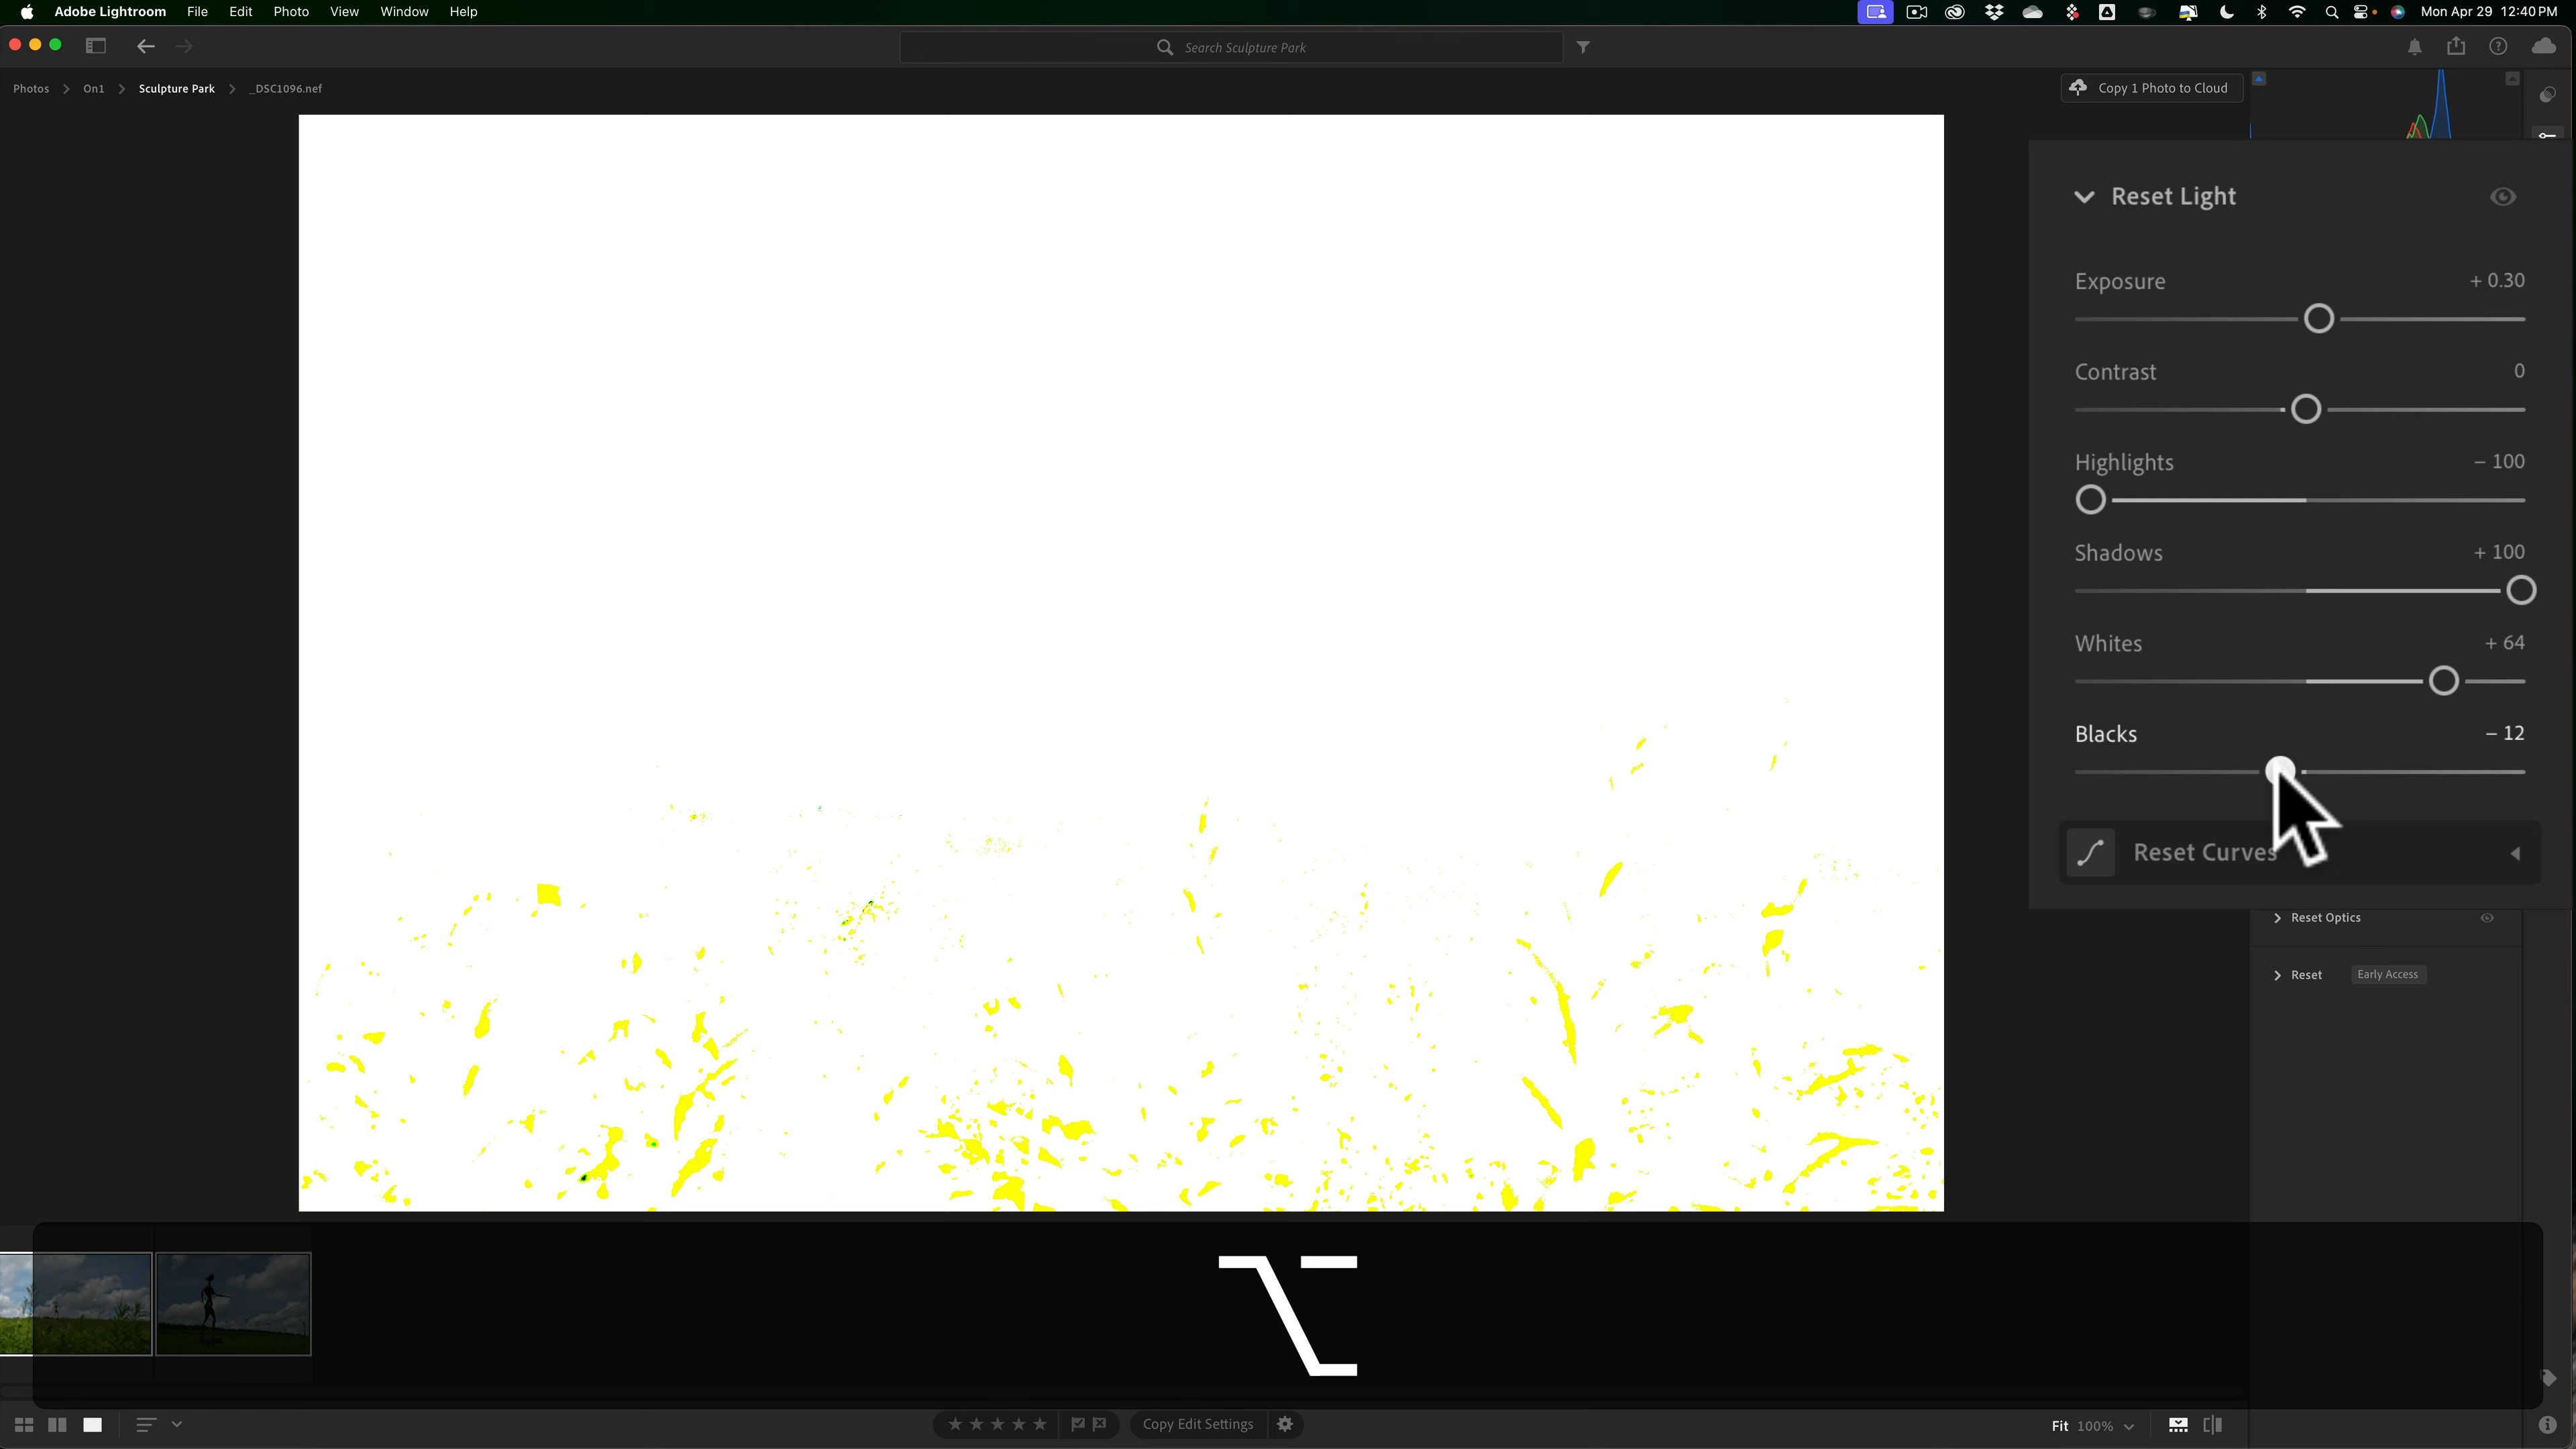 Adobe Lightroom File Edit Photo View Window Help Mon Apr 29 12:40 PM
Search Sculpture Park
Photos On1 Sculpture Park _DSC1096.nef
Copy 1 Photo to Cloud
Reset Light
Exposure + 0.30
Contrast 0
Highlights − 100
Shadows + 100
Whites + 64
Blacks − 12
Reset Curves
Reset Optics
Reset Early Access
Copy Edit Settings
Fit 100%